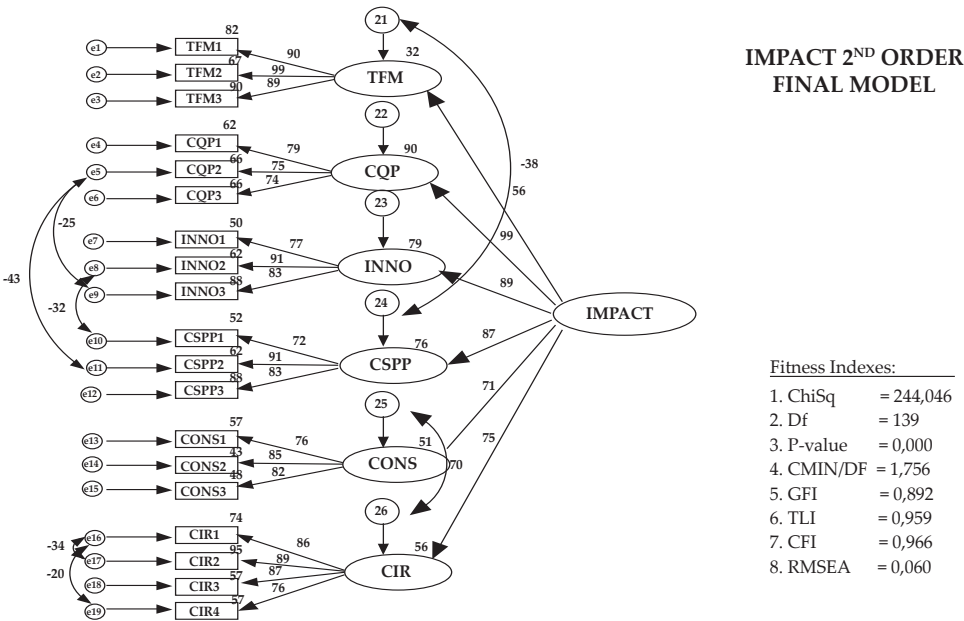 IMPACT 2ND ORDER
FINAL MODEL
21
82
32
e1
TFM1
90
67
e2
TFM2
99
TFM
90
e3
TFM3
89
22
62
90
e4
CQP1
79
66
e5
CQP2
75
CQP
66
e6
CQP3
74
-38
56
23
-25
50
79
99
e7
INNO1
77
62
e8
INNO2
91
INNO
88
e9
INNO3
83
89
-43
24
-32
52
IMPACT
76
87
e10
CSPP1
72
62
e11
CSPP2
91
CSPP
88
e12
CSPP3
83
71
25
57
51
75
e13
CONS1
76
43
e14
CONS2
85
CONS
70
48
e15
CONS3
82
26
74
56
e16
CIR1
86
-34
95
e17
CIR2
89
CIR
-20
57
e18
CIR3
87
57
e19
CIR4
76
Fitness Indexes:
1. ChiSq = 244,046
2. Df = 139
3. P-value = 0,000
4. CMIN/DF = 1,756
5. GFI = 0,892
6. TLI = 0,959
7. CFI = 0,966
8. RMSEA = 0,060